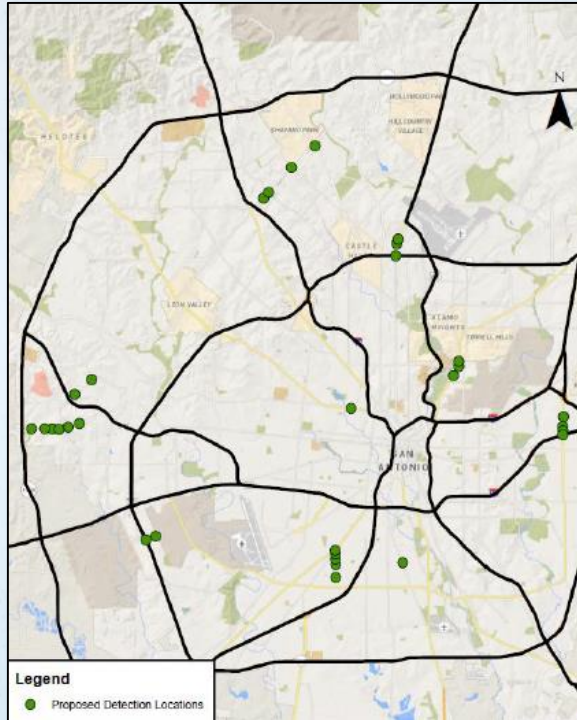 N
HOLLYWOOD PARK
HILL COUNTRY
VILLAGE
SHAVANO PARK
HELOTES
CASTLE
LEON VALLEY
ALAMO
HEIGHTS
TERRELL HILLS
SAN
ANTONIO
Legend
Proposed Detection Locations